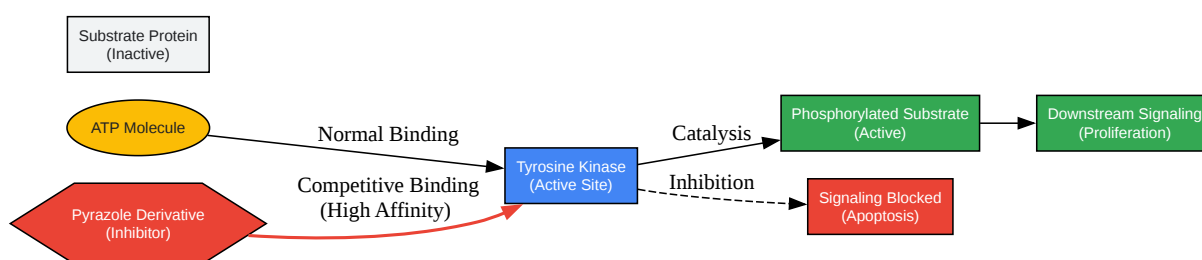 Substrate Protein
(Inactive)
ATP Molecule
Normal Binding
Pyrazole Derivative
(Inhibitor)
Competitive Binding
(High Affinity)
Tyrosine Kinase
(Active Site)
Catalysis
Inhibition
Phosphorylated Substrate
(Active)
Signaling Blocked
(Apoptosis)
Downstream Signaling
(Proliferation)